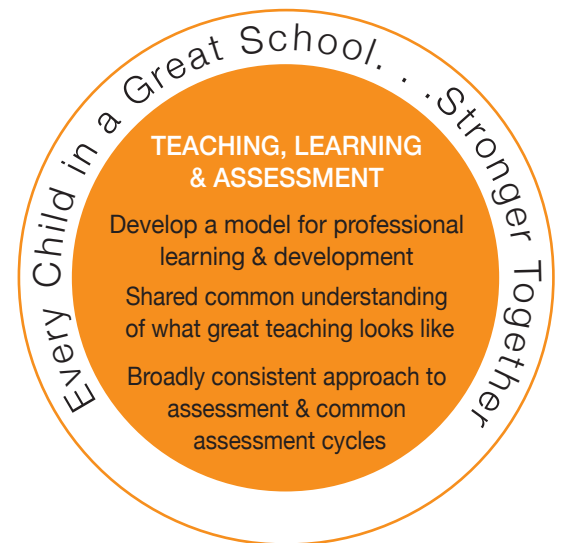 Every Child in a Great School. . .Stronger Together
TEACHING, LEARNING
& ASSESSMENT
Develop a model for professional
learning & development
Shared common understanding
of what great teaching looks like
Broadly consistent approach to
assessment & common
assessment cycles